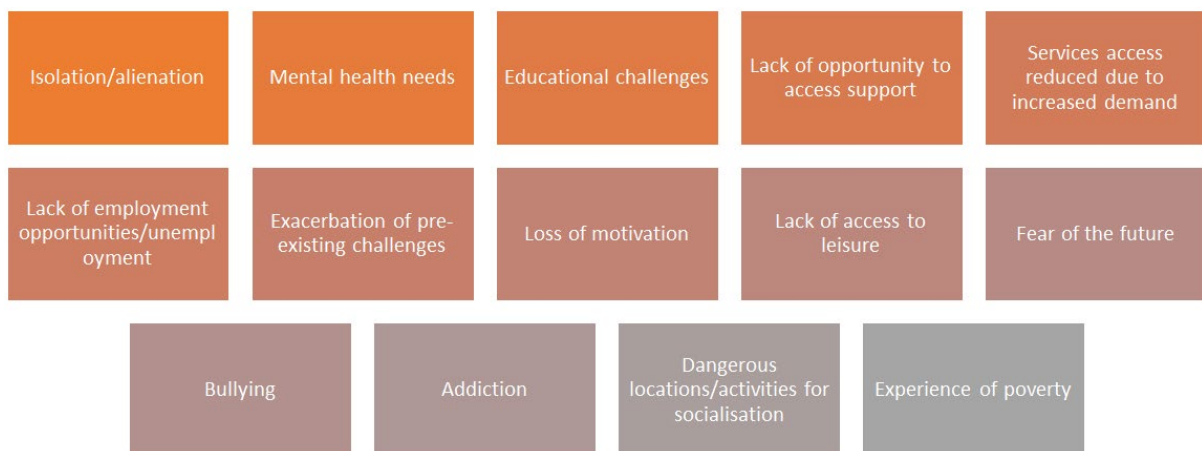 Isolation/alienation
Mental health needs
Educational challenges
Lack of opportunity to
access support
Services access
reduced due to
increased demand
Lack of employment
opportunities/unempl
oyment
Exacerbation of pre-
existing challenges
Loss of motivation
Lack of access to
leisure
Fear of the future
Bullying
Addiction
Dangerous
locations/activities for
socialisation
Experience of poverty